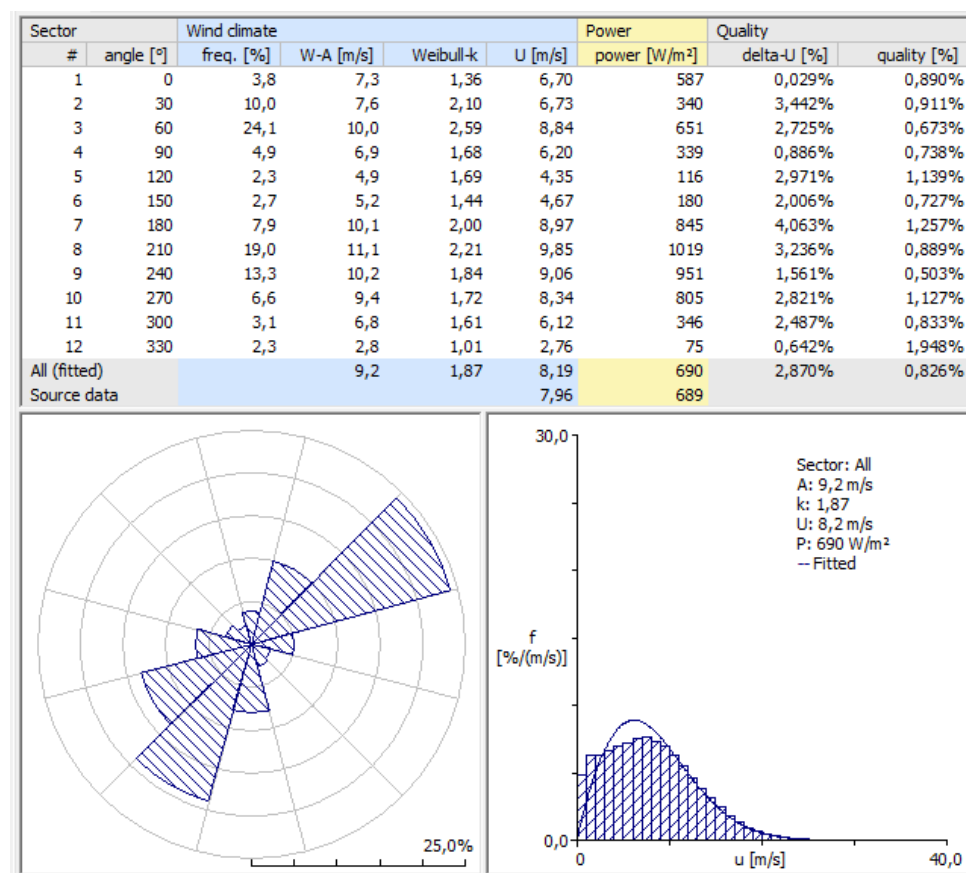 Sector Wind climate Power Quality
# angle [º] freq. [%] W-A [m/s] Weibull-k U [m/s] power [W/m²] delta-U [%] quality [%]
1 0 3,8 7,3 1,36 6,70 587 0,029% 0,890%
2 30 10,0 7,6 2,10 6,73 340 3,442% 0,911%
3 60 24,1 10,0 2,59 8,84 651 2,725% 0,673%
4 90 4,9 6,9 1,68 6,20 339 0,886% 0,738%
5 120 2,3 4,9 1,69 4,35 116 2,971% 1,139%
6 150 2,7 5,2 1,44 4,67 180 2,006% 0,727%
7 180 7,9 10,1 2,00 8,97 845 4,063% 1,257%
8 210 19,0 11,1 2,21 9,85 1019 3,236% 0,889%
9 240 13,3 10,2 1,84 9,06 951 1,561% 0,503%
10 270 6,6 9,4 1,72 8,34 805 2,821% 1,127%
11 300 3,1 6,8 1,61 6,12 346 2,487% 0,833%
12 330 2,3 2,8 1,01 2,76 75 0,642% 1,948%
All (fitted) 9,2 1,87 8,19 690 2,870% 0,826%
Source data 7,96 689
25,0%
30,0
Sector: All
A: 9,2 m/s
k: 1,87
U: 8,2 m/s
P: 690 W/m²
-- Fitted
f
[%/(m/s)]
0,0
0 u [m/s] 40,0